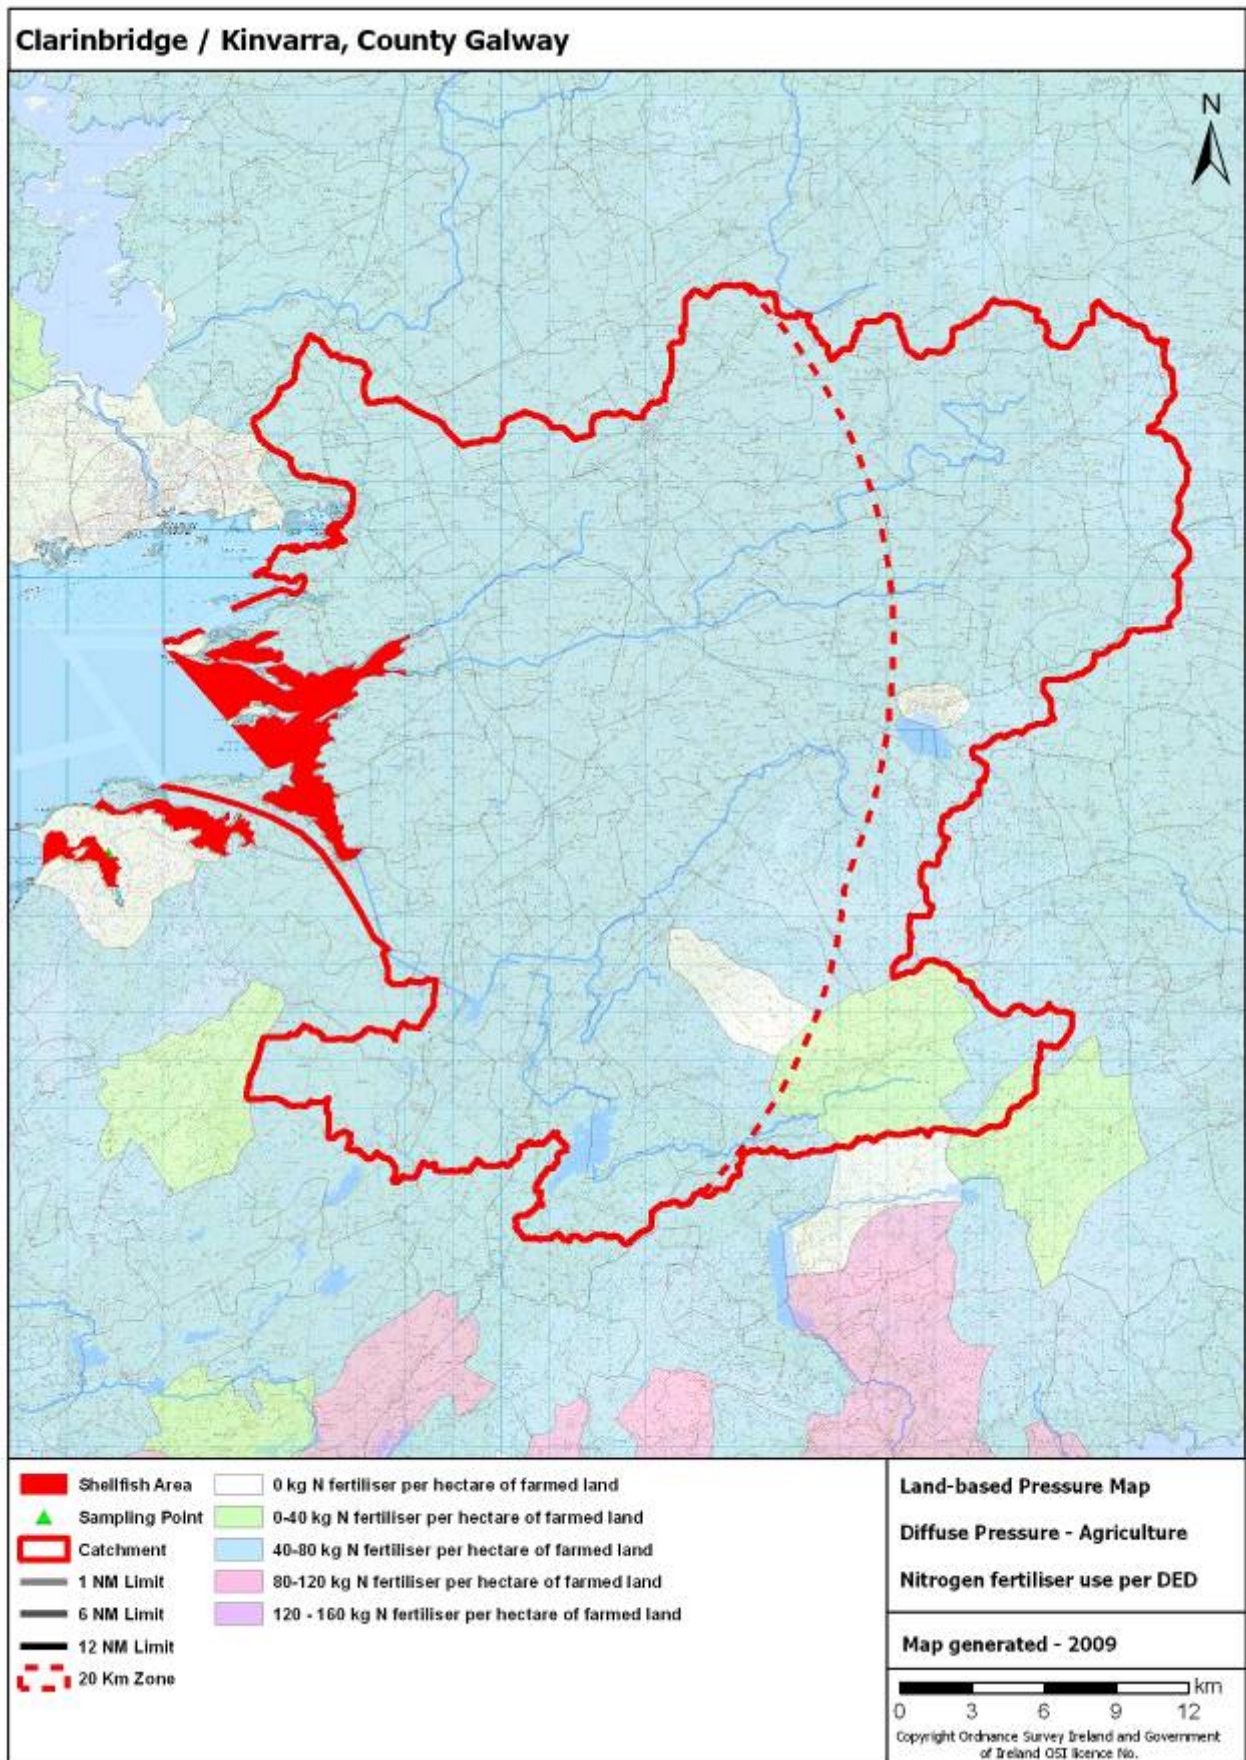 Clarinbridge / Kinvarra, County Galway
N
Shellfish Area
Sampling Point
Catchment
1 NM Limit
6 NM Limit
12 NM Limit
20 Km Zone
0 kg N fertiliser per hectare of farmed land
0-40 kg N fertiliser per hectare of farmed land
40-80 kg N fertiliser per hectare of farmed land
80-120 kg N fertiliser per hectare of farmed land
120 - 160 kg N fertiliser per hectare of farmed land
Land-based Pressure Map
Diffuse Pressure - Agriculture
Nitrogen fertiliser use per DED
Map generated - 2009
km
0 3 6 9 12
Copyright Ordnance Survey Ireland and Government
of Ireland OSI licence No.